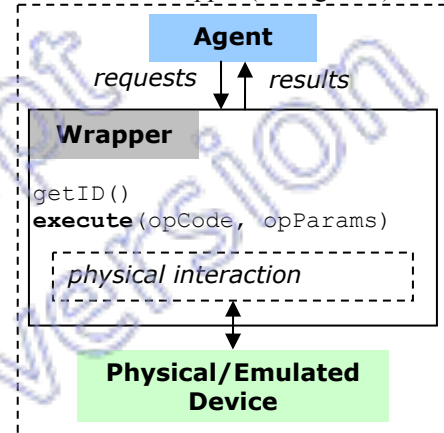 Agent
requests results
Wrapper
getID()
execute(opCode, opParams)
physical interaction
Physical/Emulated
Device